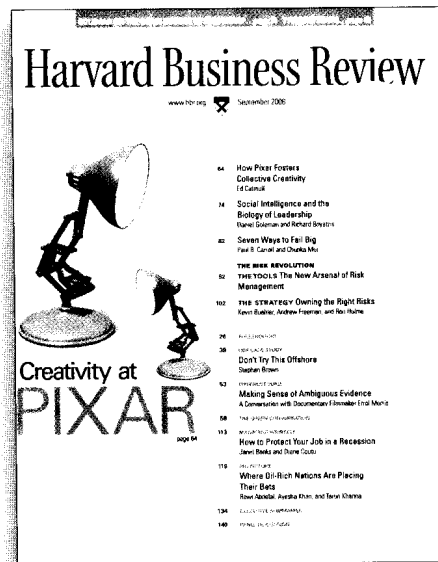 Harvard Business Review
www.hbr.org September 2008
64 How Pixar Fosters
Collective Creativity
Ed Catmull
74 Social Intelligence and the
Biology of Leadership
Daniel Goleman and Richard Boyatzis
82 Seven Ways to Fail Big
Paul B. Carroll and Chunka Mui
THE RISK REVOLUTION
92 THE TOOLS The New Arsenal of Risk
Management
102 THE STRATEGY Owning the Right Risks
Kevin Buehler, Andrew Freeman, and Ron Hulme
26
39 CASE STUDY
Don't Try This Offshore
Stephen Brown
53
Making Sense of Ambiguous Evidence
A Conversation with Documentary Filmmaker Errol Morris
58
113
How to Protect Your Job in a Recession
Janet Banks and Diane Coutu
119
Where Oil-Rich Nations Are Placing
Their Bets
Rawi Abdelal, Ayesha Khan, and Tarun Khanna
134
140
Creativity at
PIXAR
page 64